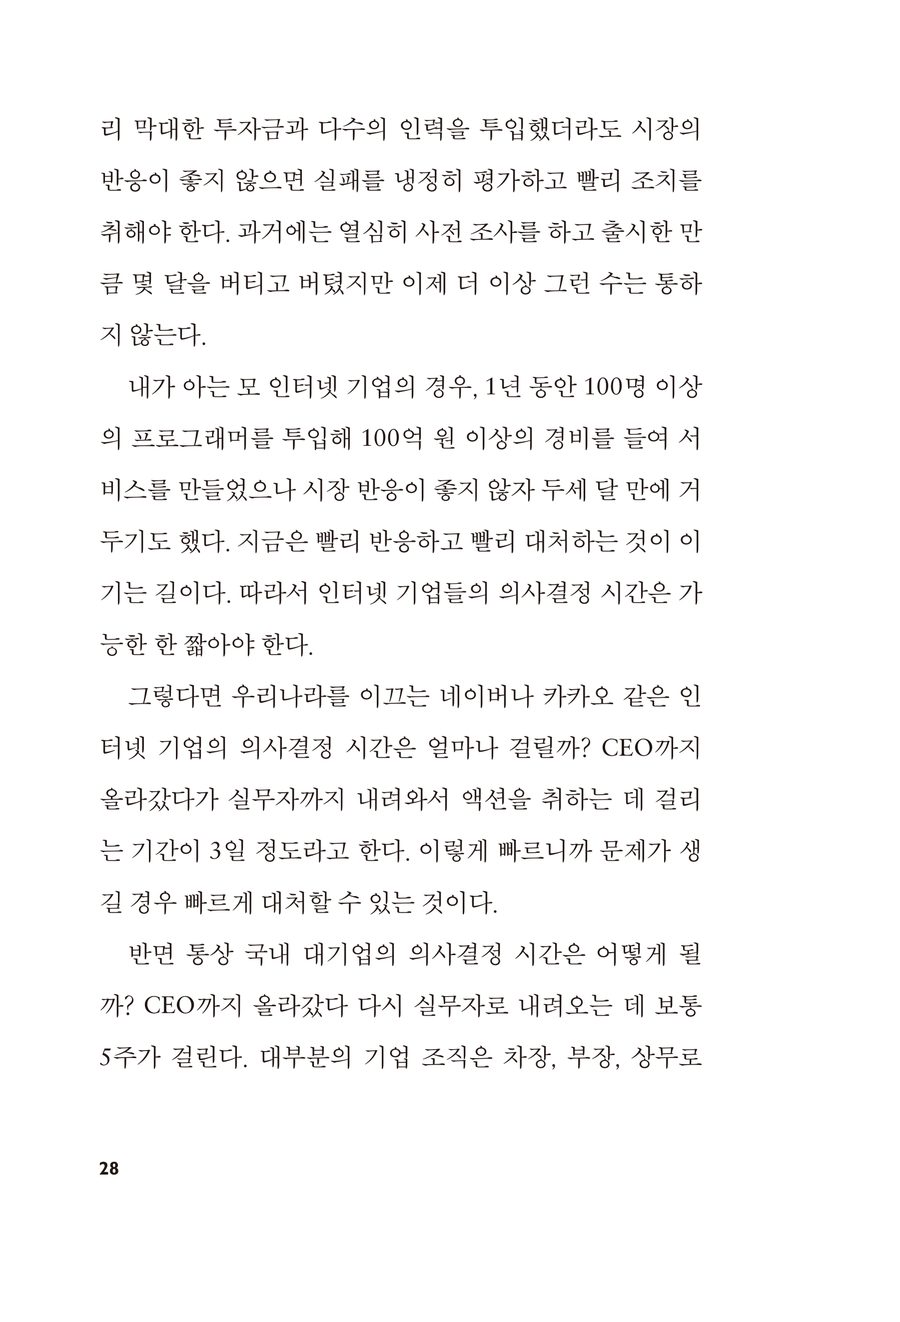 리 막대한 투자금과 다수의 인력을 투입했더라도 시장의
반응이 좋지 않으면 실패를 냉정히 평가하고 빨리 조치를
취해야 한다. 과거에는 열심히 사전 조사를 하고 출시한 만
큼 몇 달을 버티고 버텼지만 이제 더 이상 그런 수는 통하
지 않는다.
내가 아는 모 인터넷 기업의 경우, 1년 동안 100명 이상
의 프로그래머를 투입해 100억 원 이상의 경비를 들여 서
비스를 만들었으나 시장 반응이 좋지 않자 두세 달 만에 거
두기도 했다. 지금은 빨리 반응하고 빨리 대처하는 것이 이
기는 길이다. 따라서 인터넷 기업들의 의사결정 시간은 가
능한 한 짧아야 한다.
그렇다면 우리나라를 이끄는 네이버나 카카오 같은 인
터넷 기업의 의사결정 시간은 얼마나 걸릴까? CEO까지
올라갔다가 실무자까지 내려와서 액션을 취하는 데 걸리
는 기간이 3일 정도라고 한다. 이렇게 빠르니까 문제가 생
길 경우 빠르게 대처할 수 있는 것이다.
반면 통상 국내 대기업의 의사결정 시간은 어떻게 될
까? CEO까지 올라갔다 다시 실무자로 내려오는 데 보통
5주가 걸린다. 대부분의 기업 조직은 차장, 부장, 상무로
28